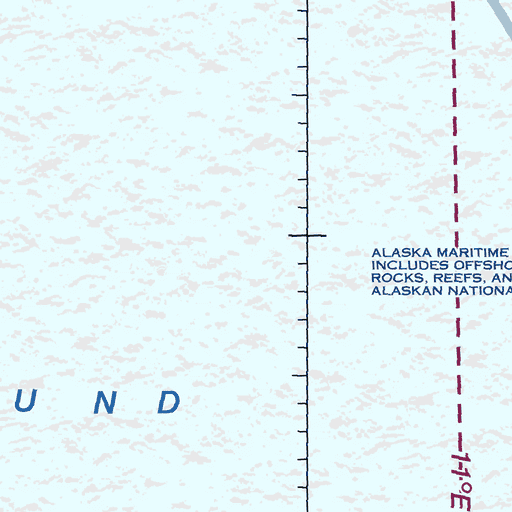 ALASKA MARITIME
INCLUDES OFFSHO
ROCKS, REEFS, AN
ALASKAN NATIONA
U N D
11°E